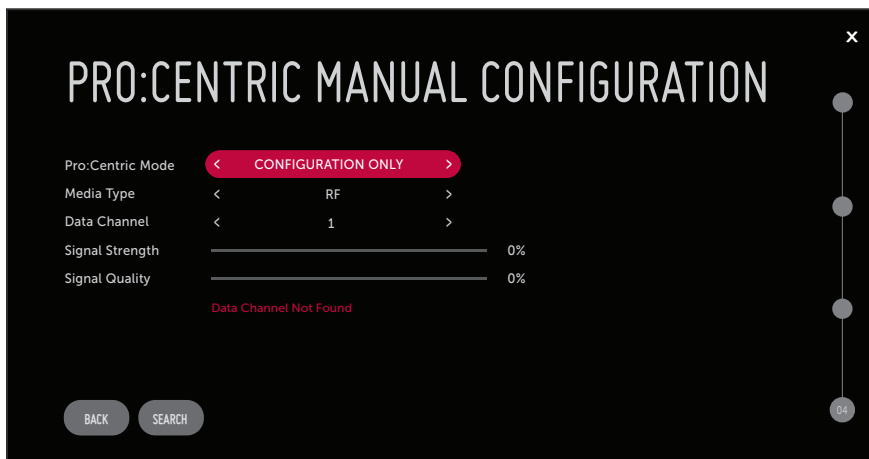 X
PRO:CENTRIC MANUAL CONFIGURATION
Pro:Centric Mode < CONFIGURATION ONLY >
Media Type < RF >
Data Channel < 1 >
Signal Strength 0%
Signal Quality 0%
Data Channel Not Found
BACK SEARCH
04